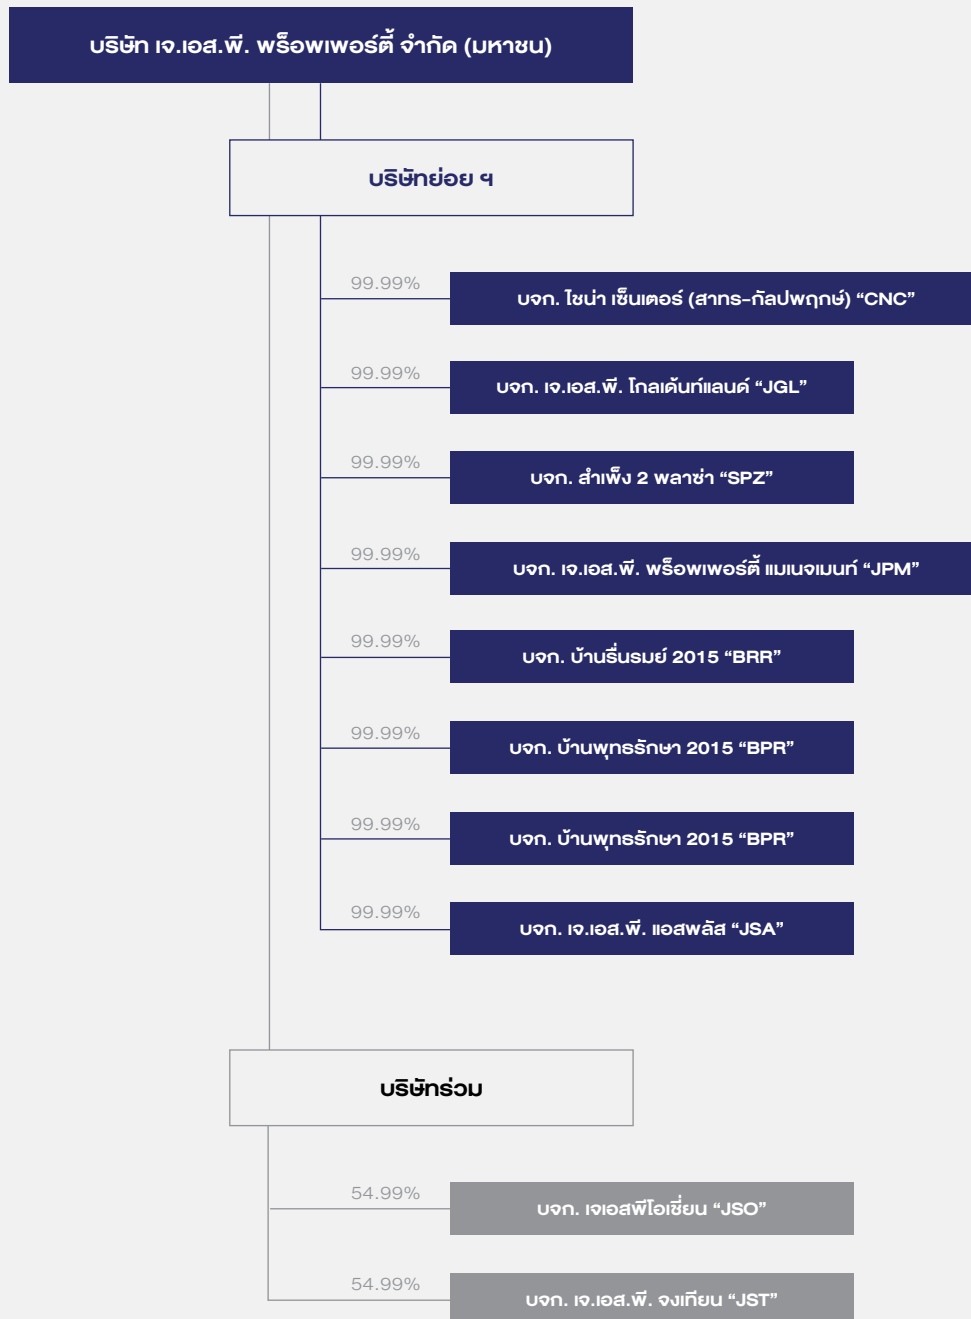 บริษัท เจ.เอส.พี. พร็อพเพอร์ตี้ จำกัด (มหาชน)
บริษัทย่อย ฯ
99.99%
บจก. ไชน่า เซ็นเตอร์ (สาทร-กัลปพฤกษ์) “CNC”
99.99%
บจก. เจ.เอส.พี. โกลเด้นท์แลนด์ “JGL”
99.99%
บจก. สำเพ็ง 2 พลาซ่า “SPZ”
99.99%
บจก. เจ.เอส.พี. พร็อพเพอร์ตี้ แมเนจเมนท์ “JPM”
99.99%
บจก. บ้านรื่นรมย์ 2015 “BRR”
99.99%
บจก. บ้านพุทธรักษา 2015 “BPR”
99.99%
บจก. บ้านพุทธรักษา 2015 “BPR”
99.99%
บจก. เจ.เอส.พี. แอสพลัส “JSA”
บริษัทร่วม
54.99%
บจก. เจเอสพีโอเชี่ยน “JSO”
54.99%
บจก. เจ.เอส.พี. จงเทียน “JST”